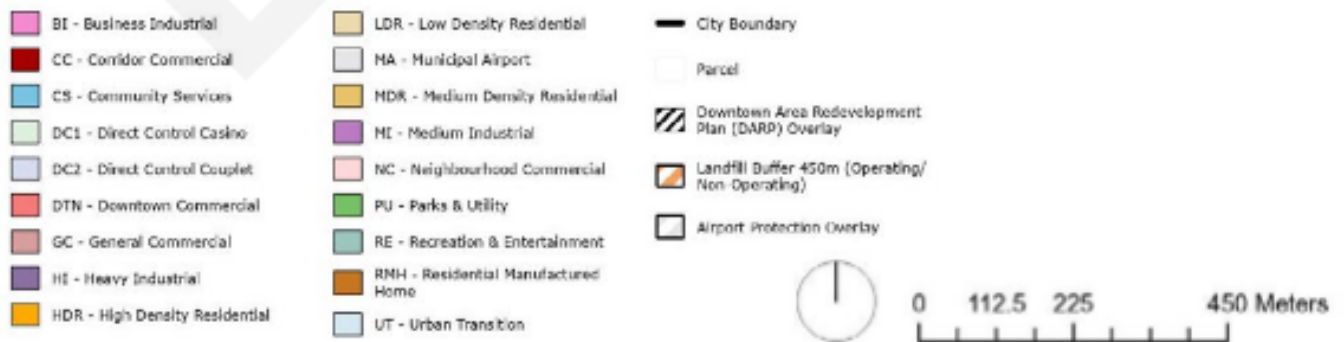 BI - Business Industrial
CC - Corridor Commercial
CS - Community Services
DC1 - Direct Control Casino
DC2 - Direct Control Couplet
DTN - Downtown Commercial
GC - General Commercial
HI - Heavy Industrial
HDR - High Density Residential
LDR - Low Density Residential
MA - Municipal Airport
MDR - Medium Density Residential
MI - Medium Industrial
NC - Neighbourhood Commercial
PU - Parks & Utility
RE - Recreation & Entertainment
RMH - Residential Manufactured
Home
UT - Urban Transition
City Boundary
Parcel
Downtown Area Redevelopment
Plan (DARP) Overlay
Landfill Buffer 450m (Operating/
Non-Operating)
Airport Protection Overlay
0 112.5 225 450 Meters